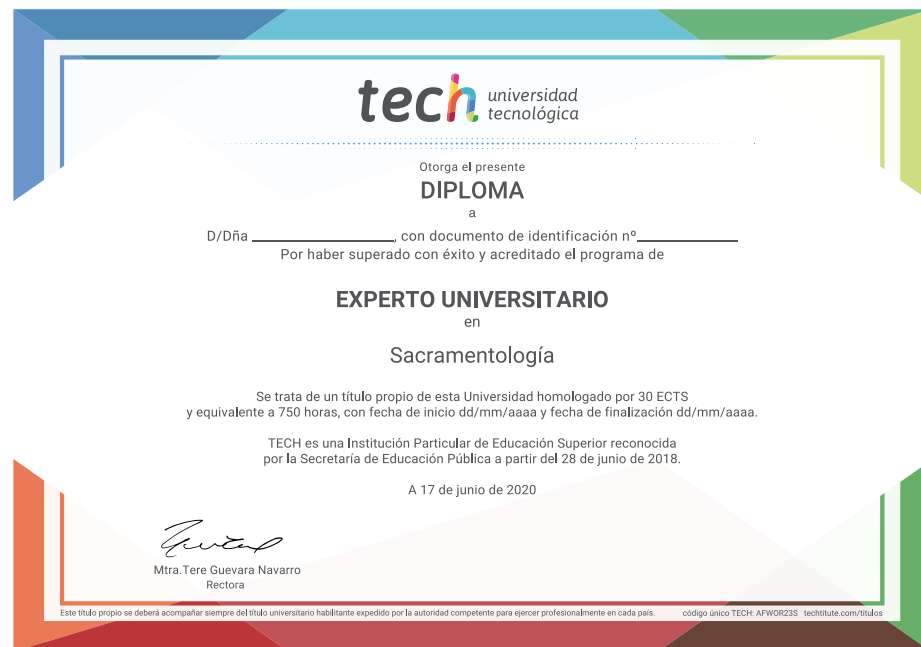 tech universidad
tecnológica
Otorga el presente
DIPLOMA
a
D/Dña ____________, con documento de identificación nº____________
Por haber superado con éxito y acreditado el programa de
EXPERTO UNIVERSITARIO
en
Sacramentología
Se trata de un título propio de esta Universidad homologado por 30 ECTS
y equivalente a 750 horas, con fecha de inicio dd/mm/aaaa y fecha de finalización dd/mm/aaaa.
TECH es una Institución Particular de Educación Superior reconocida
por la Secretaría de Educación Pública a partir del 28 de junio de 2018.
A 17 de junio de 2020
Mtra.Tere Guevara Navarro
Rectora
Este título propio se deberá acompañar siempre del título universitario habilitante expedido por la autoridad competente para ejercer profesionalmente en cada país. código único TECH: AFWOR23S techtitute.com/titulos